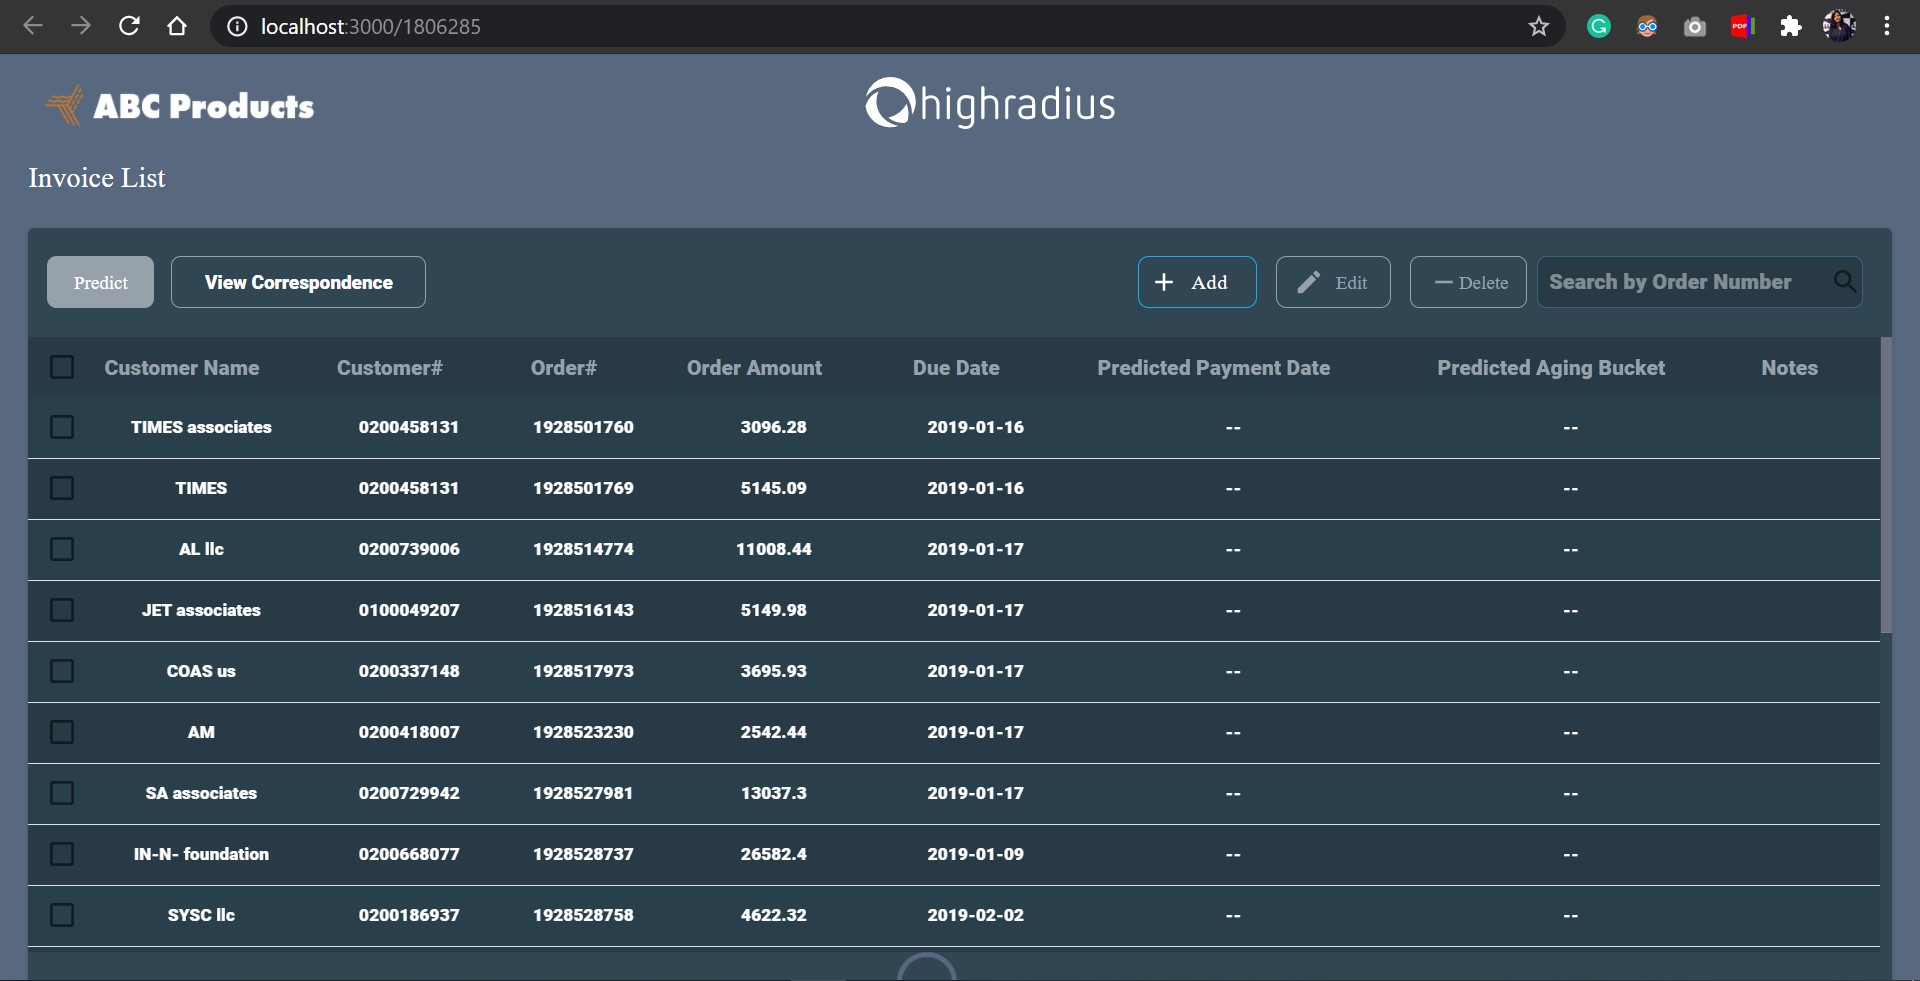 localhost:3000/1806285
ABC Products
highradius
Invoice List
Predict View Correspondence + Add Edit — Delete Search by Order Number
Customer Name Customer# Order# Order Amount Due Date Predicted Payment Date Predicted Aging Bucket Notes
TIMES associates 0200458131 1928501760 3096.28 2019-01-16 -- --
TIMES 0200458131 1928501769 5145.09 2019-01-16 -- --
AL llc 0200739006 1928514774 11008.44 2019-01-17 -- --
JET associates 0100049207 1928516143 5149.98 2019-01-17 -- --
COAS us 0200337148 1928517973 3695.93 2019-01-17 -- --
AM 0200418007 1928523230 2542.44 2019-01-17 -- --
SA associates 0200729942 1928527981 13037.3 2019-01-17 -- --
IN-N- foundation 0200668077 1928528737 26582.4 2019-01-09 -- --
SYSC llc 0200186937 1928528758 4622.32 2019-02-02 -- --